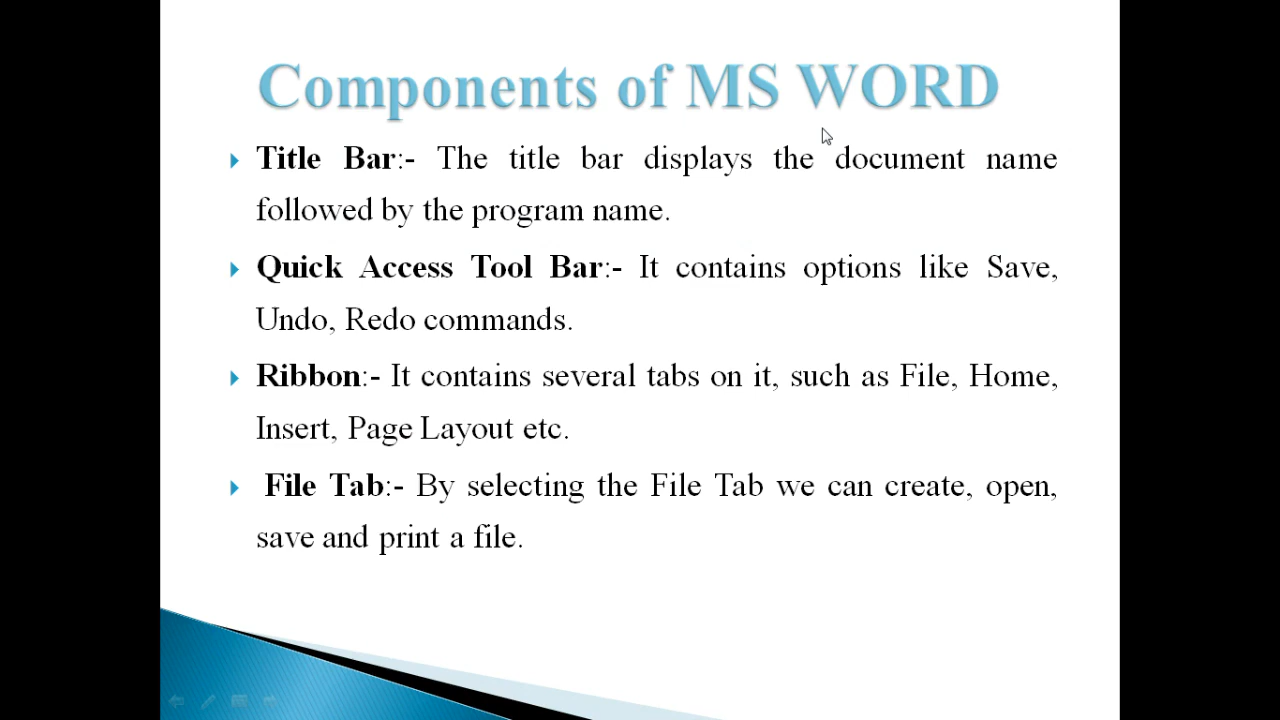 Components of MS WORD
Title Bar:- The title bar displays the document name
followed by the program name.
Quick Access Tool Bar:- It contains options like Save,
Undo, Redo commands.
Ribbon:- It contains several tabs on it, such as File, Home,
Insert, Page Layout etc.
File Tab:- By selecting the File Tab we can create, open,
save and print a file.